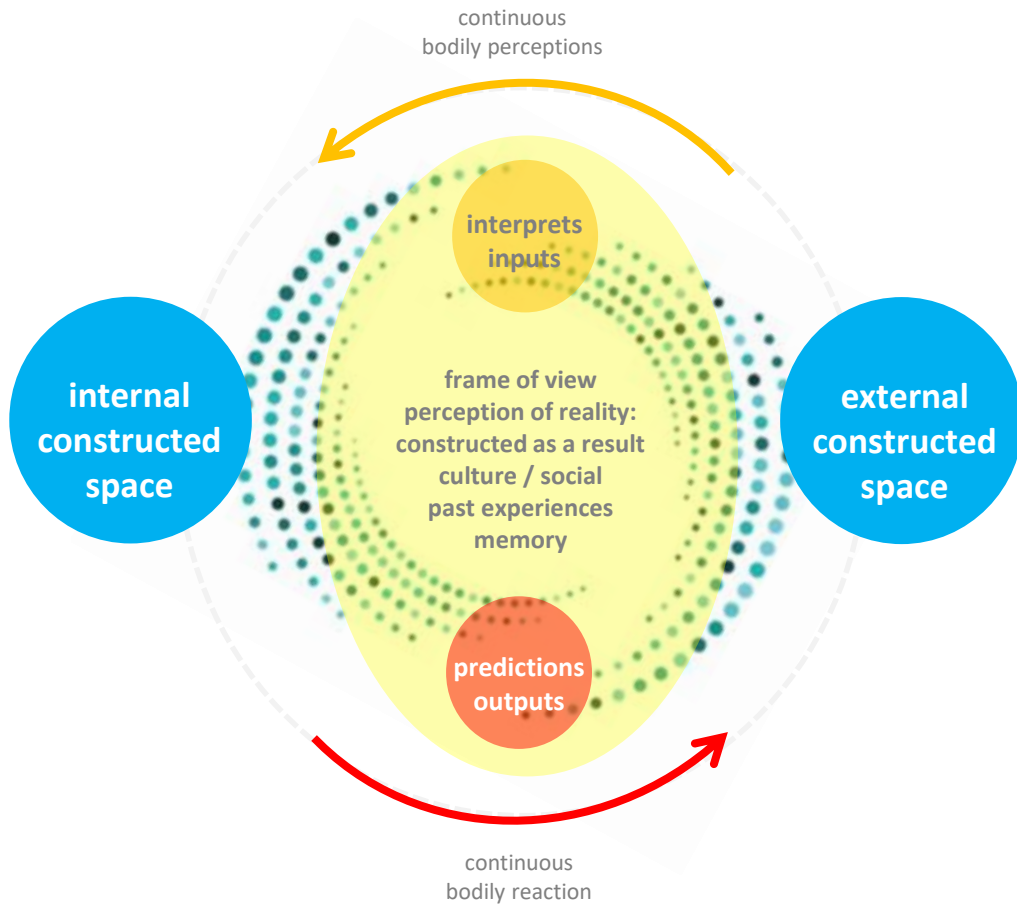 continuous
bodily perceptions
interprets
inputs
internal
constructed
space
frame of view
perception of reality:
constructed as a result
culture / social
past experiences
memory
external
constructed
space
predictions
outputs
continuous
bodily reaction